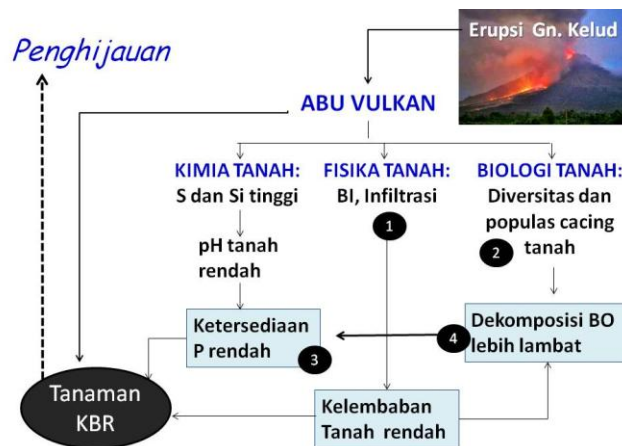 Erupsi Gn. Kelud
Penghijauan
ABU VULKAN
KIMIA TANAH:
S dan Si tinggi
FISIKA TANAH:
BI, Infiltrasi
BIOLOGI TANAH:
Diversitas dan
populas cacing
tanah
1
2
pH tanah
rendah
Ketersediaan
P rendah
3
4
Dekomposisi BO
lebih lambat
Tanaman
KBR
Kelembaban
Tanah rendah